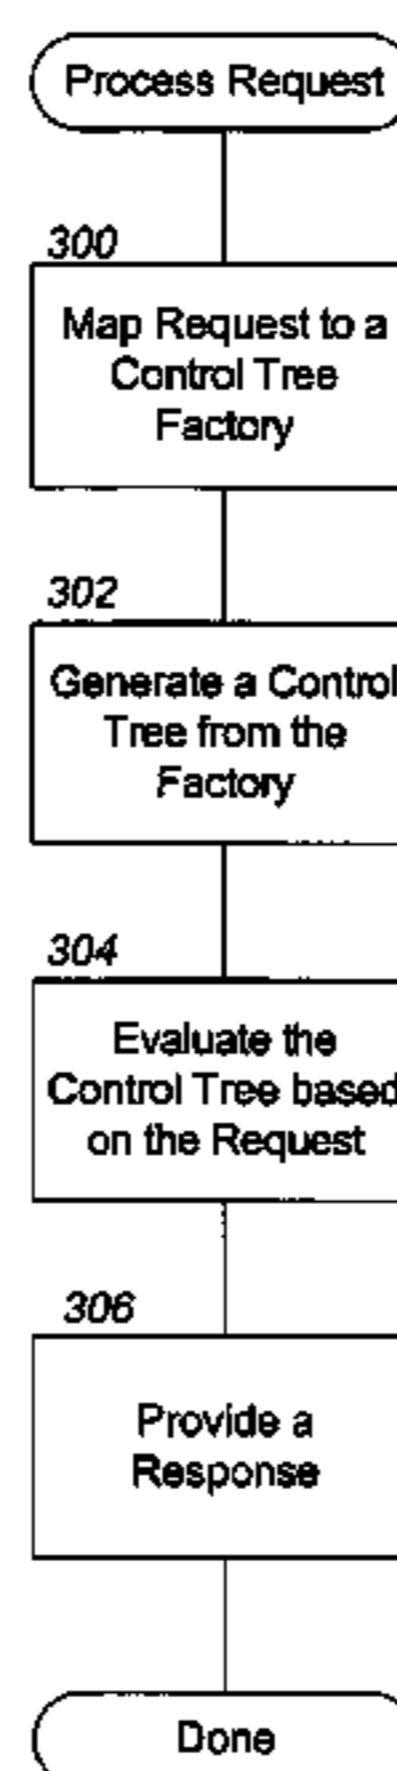 Process Request
300
Map Request to a
Control Tree
Factory
302
Generate a Control
Tree from the
Factory
304
Evaluate the
Control Tree based
on the Request
306
Provide a
Response
Done